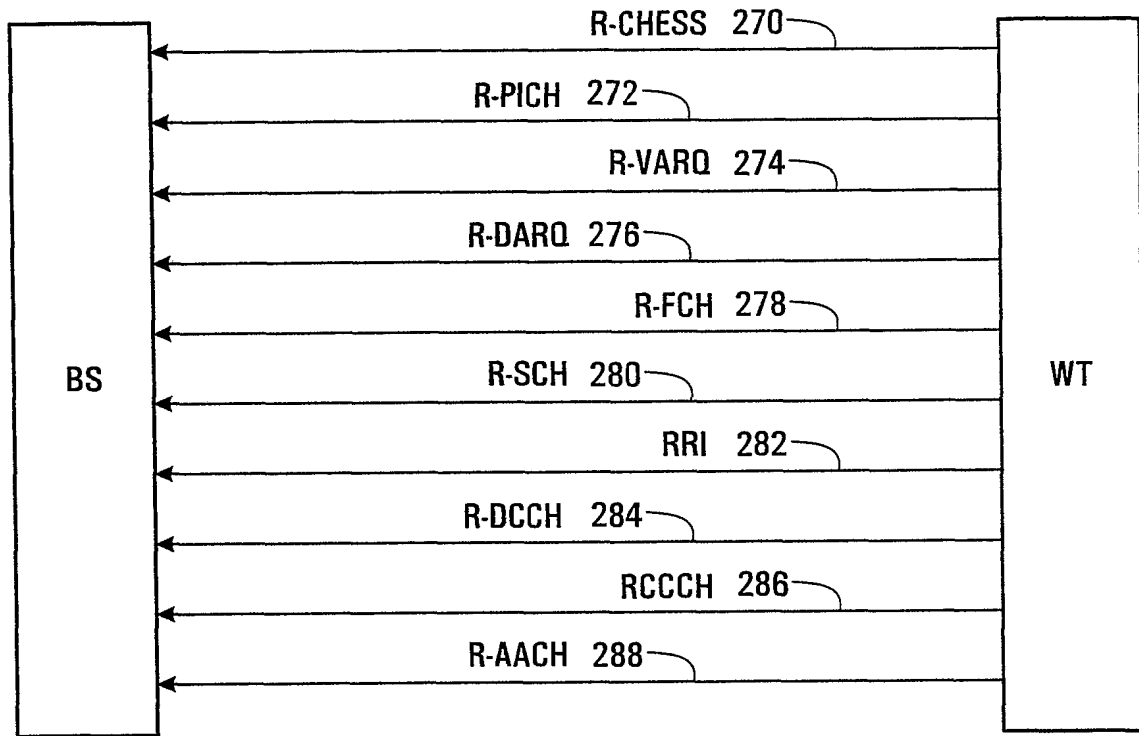 R-CHESS 270
R-PICH 272
R-VARQ 274
R-DARQ 276
R-FCH 278
BS
R-SCH 280
WT
RRI 282
R-DCCH 284
RCCCH 286
R-AACH 288